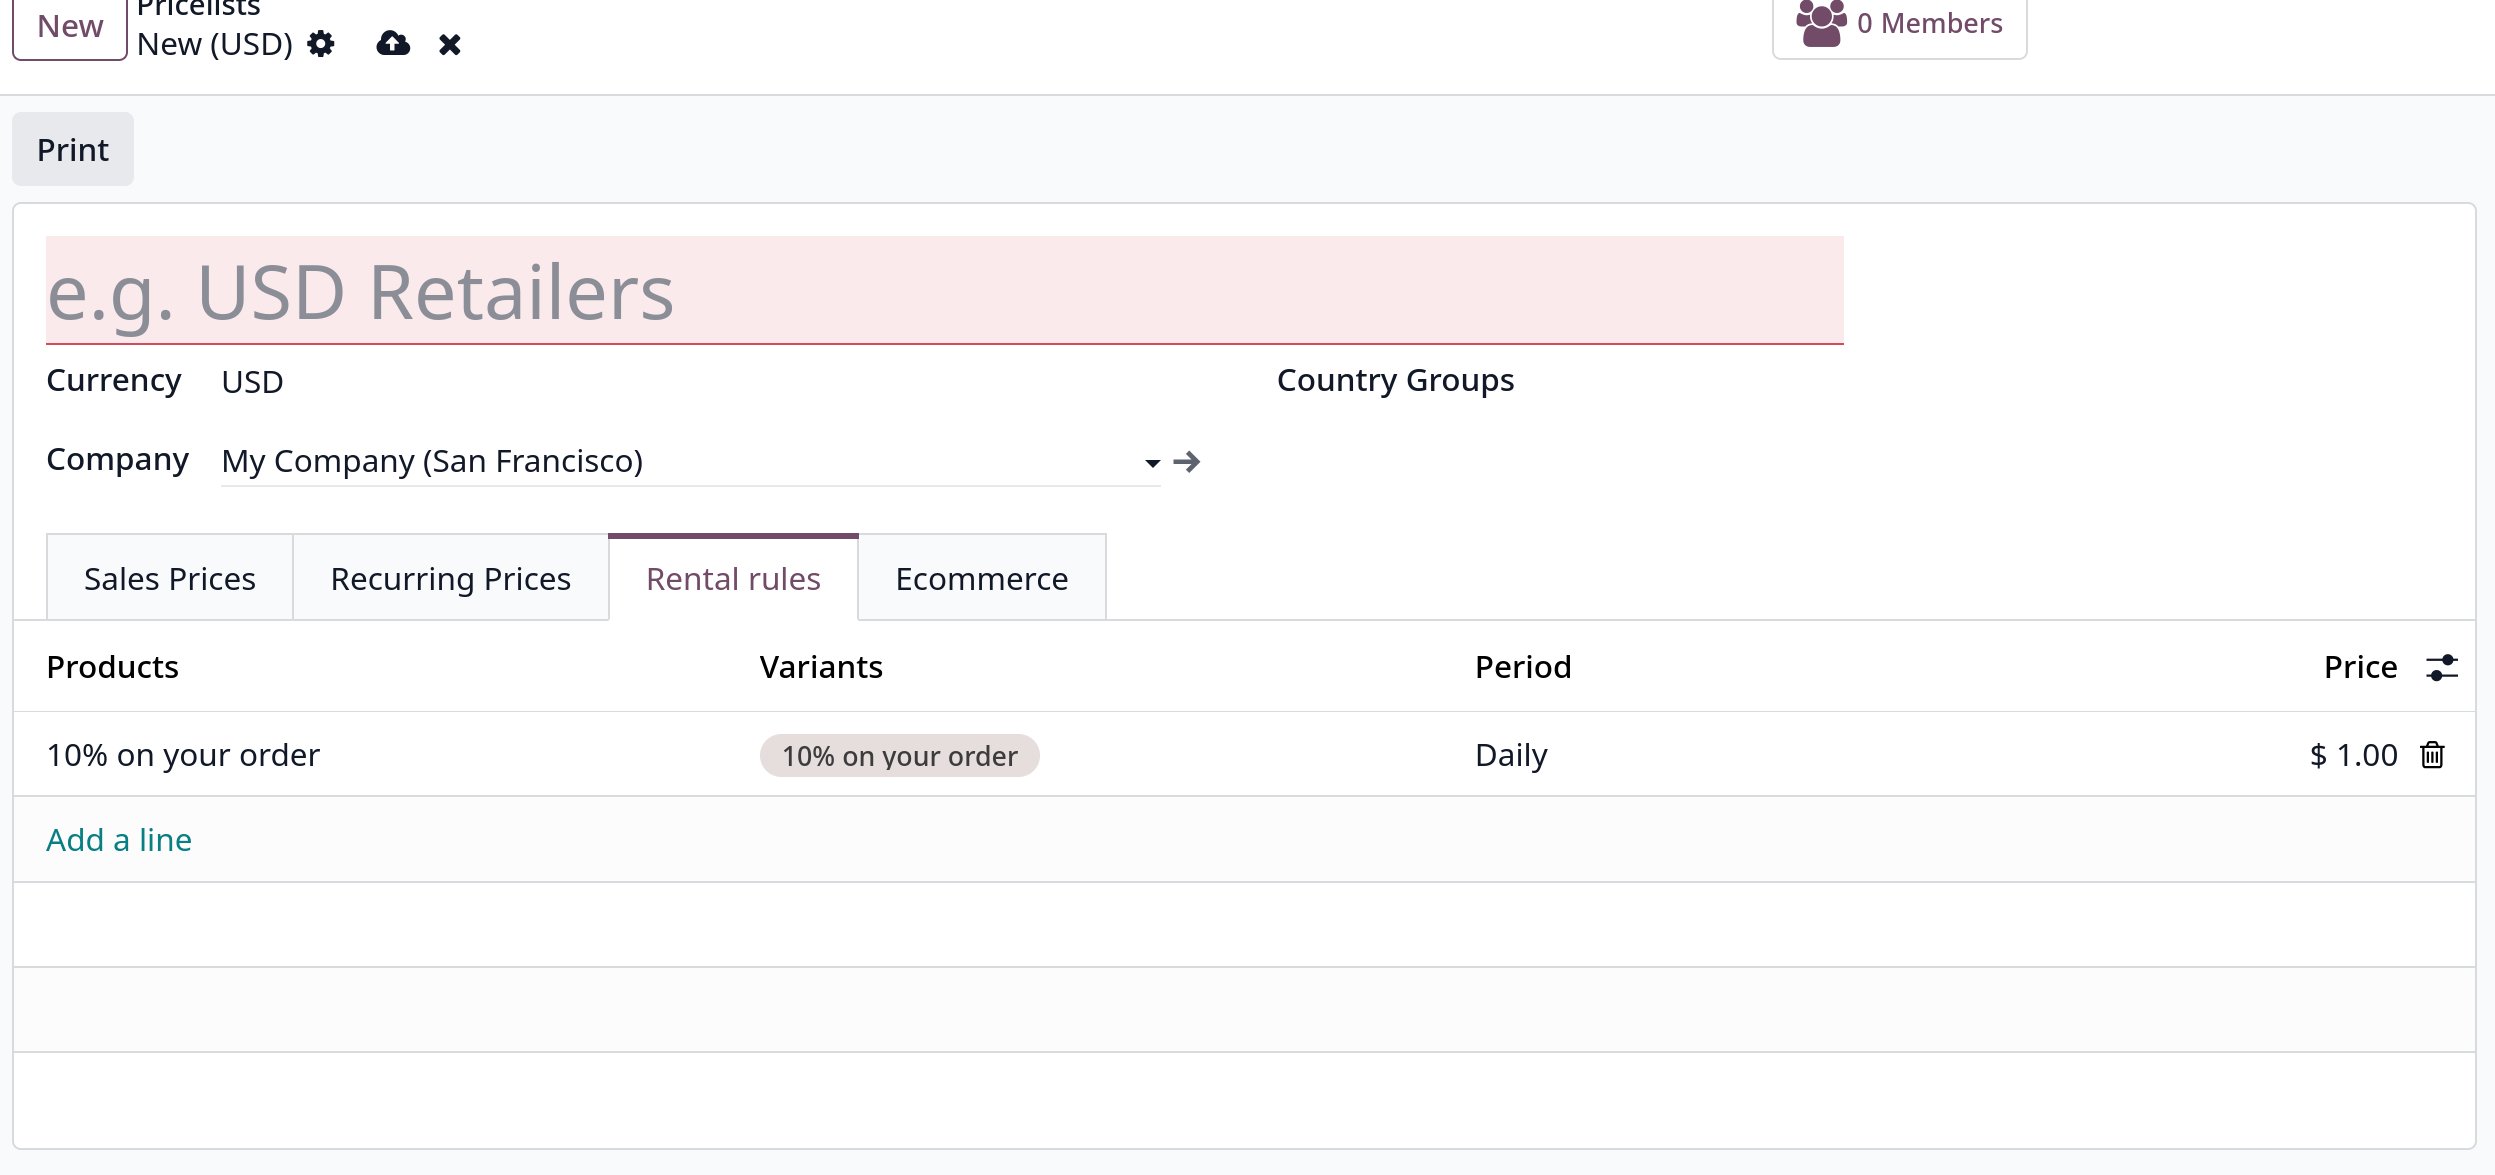 New
Pricelists
New (USD)
0 Members
Print
e.g. USD Retailers
Currency USD
Country Groups
Company My Company (San Francisco)
Sales Prices Recurring Prices Rental rules Ecommerce
Products Variants Period Price
10% on your order 10% on your order Daily $ 1.00
Add a line